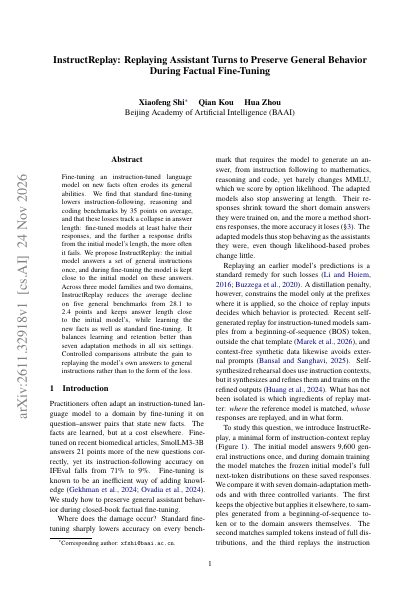 InstructReplay: Replaying Assistant Turns to Preserve General Behavior
During Factual Fine-Tuning
Xiaofeng Shi* Qian Kou Hua Zhou
Beijing Academy of Artificial Intelligence (BAAI)
Abstract
Fine-tuning an instruction-tuned language
model on new facts often erodes its general
abilities. We find that standard fine-tuning
lowers instruction-following, reasoning and
coding benchmarks by 35 points on average,
and that these losses track a collapse in answer
length: fine-tuned models at least halve their
responses, and the further a response drifts
from the initial model's length, the more often
it fails. We propose InstructReplay: the initial
model answers a set of general instructions
once, and during fine-tuning the model is kept
close to the initial model on these answers.
Across three model families and two domains,
InstructReplay reduces the average decline
on five general benchmarks from 28.1 to
2.4 points and keeps answer length close
to the initial model's, while learning the
new facts as well as standard fine-tuning. It
balances learning and retention better than
seven adaptation methods in all six settings.
Controlled comparisons attribute the gain to
replaying the model's own answers to general
instructions rather than to the form of the loss.
1 Introduction
Practitioners often adapt an instruction-tuned lan-
guage model to a domain by fine-tuning it on
question–answer pairs that state new facts. The
facts are learned, but at a cost elsewhere. Fine-
tuned on recent biomedical articles, SmolLM3-3B
answers 21 points more of the new questions cor-
rectly, yet its instruction-following accuracy on
IFEval falls from 71% to 9%. Fine-tuning is
known to be an inefficient way of adding knowl-
edge (Gekhman et al., 2024; Ovadia et al., 2024).
We study how to preserve general assistant behav-
ior during closed-book factual fine-tuning.
Where does the damage occur? Standard fine-
tuning sharply lowers accuracy on every bench-
*Corresponding author: xfshi@baai.ac.cn.
mark that requires the model to generate an an-
swer, from instruction following to mathematics,
reasoning and code, yet barely changes MMLU,
which we score by option likelihood. The adapted
models also stop answering at length. Their re-
sponses shrink toward the short domain answers
they were trained on, and the more a method short-
ens responses, the more accuracy it loses (§3). The
adapted models thus stop behaving as the assistants
they were, even though likelihood-based probes
change little.
Replaying an earlier model's predictions is a
standard remedy for such losses (Li and Hoiem,
2016; Buzzega et al., 2020). A distillation penalty,
however, constrains the model only at the prefixes
where it is applied, so the choice of replay inputs
decides which behavior is protected. Recent self-
generated replay for instruction-tuned models sam-
ples from a beginning-of-sequence (BOS) token,
outside the chat template (Marek et al., 2026), and
context-free synthetic data likewise avoids exter-
nal prompts (Bansal and Sanghavi, 2025). Self-
synthesized rehearsal does use instruction contexts,
but it synthesizes and refines them and trains on the
refined outputs (Huang et al., 2024). What has
not been isolated is which ingredients of replay mat-
ter: where the reference model is matched, whose
responses are replayed, and in what form.
To study this question, we introduce InstructRe-
play, a minimal form of instruction-context replay
(Figure 1). The initial model answers 9,600 gen-
eral instructions once, and during domain training
the model matches the frozen initial model's full
next-token distributions on these saved responses.
We compare it with seven domain-adaptation meth-
ods and with three controlled variants. The first
keeps the objective but applies it elsewhere, to sam-
ples generated from a beginning-of-sequence to-
ken or to the domain answers themselves. The
second matches sampled tokens instead of full dis-
tributions, and the third replays the instruction
1
arXiv:2611.32918v1 [cs.AI] 24 Nov 2026